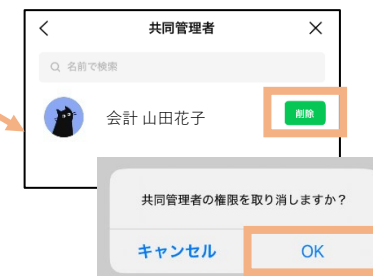 共同管理者
名前で検索
会計 山田花子
削除
共同管理者の権限を取り消しますか？
キャンセル
OK